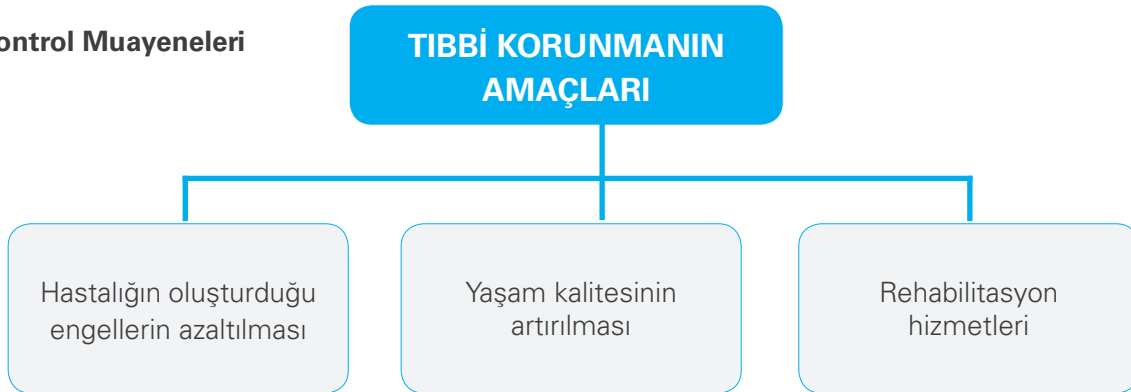 ontrol Muayeneleri
TIBBİ KORUNMANIN
AMAÇLARI
Hastalığın oluşturduğu
engellerin azaltılması
Yaşam kalitesinin
artırılması
Rehabilitasyon
hizmetleri